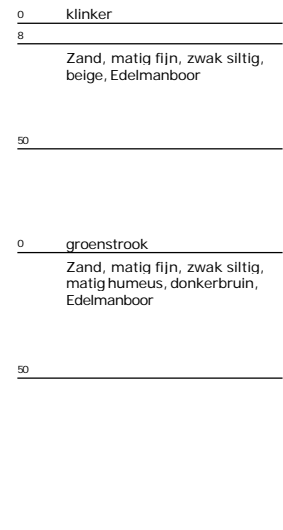 0 klinker
8
Zand, matig fijn, zwak siltig,
beige, Edelmanboor
50
0 groenstrook
Zand, matig fijn, zwak siltig,
matig humeus, donkerbruin,
Edelmanboor
50